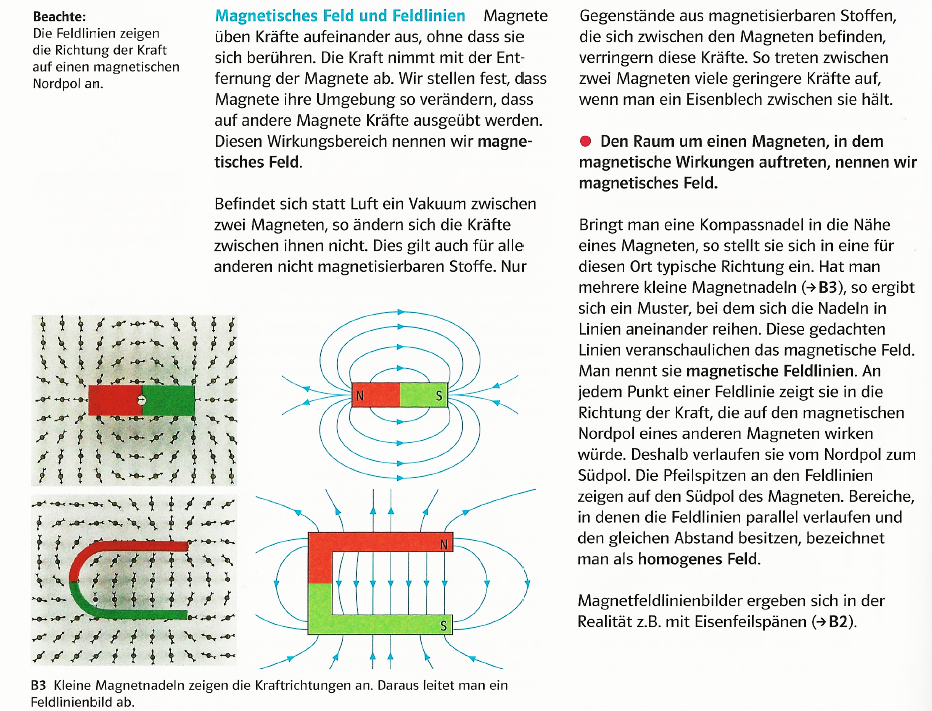 Beachte:
Die Feldlinien zeigen
die Richtung der Kraft
auf einen magnetischen
Nordpol an.
Magnetisches Feld und Feldlinien Magnete
üben Kräfte aufeinander aus, ohne dass sie
sich berühren. Die Kraft nimmt mit der Ent-
fernung der Magnete ab. Wir stellen fest, dass
Magnete ihre Umgebung so verändern, dass
auf andere Magnete Kräfte ausgeübt werden.
Diesen Wirkungsbereich nennen wir magne-
tisches Feld.
Befindet sich statt Luft ein Vakuum zwischen
zwei Magneten, so ändern sich die Kräfte
zwischen ihnen nicht. Dies gilt auch für alle
anderen nicht magnetisierbaren Stoffe. Nur
Gegenstände aus magnetisierbaren Stoffen,
die sich zwischen den Magneten befinden,
verringern diese Kräfte. So treten zwischen
zwei Magneten viele geringere Kräfte auf,
wenn man ein Eisenblech zwischen sie hält.
● Den Raum um einen Magneten, in dem
magnetische Wirkungen auftreten, nennen wir
magnetisches Feld.
Bringt man eine Kompassnadel in die Nähe
eines Magneten, so stellt sie sich in eine für
diesen Ort typische Richtung ein. Hat man
mehrere kleine Magnetnadeln (→B3), so ergibt
sich ein Muster, bei dem sich die Nadeln in
Linien aneinander reihen. Diese gedachten
Linien veranschaulichen das magnetische Feld.
Man nennt sie magnetische Feldlinien. An
jedem Punkt einer Feldlinie zeigt sie in die
Richtung der Kraft, die auf den magnetischen
Nordpol eines anderen Magneten wirken
würde. Deshalb verlaufen sie vom Nordpol zum
Südpol. Die Pfeilspitzen an den Feldlinien
zeigen auf den Südpol des Magneten. Bereiche,
in denen die Feldlinien parallel verlaufen und
den gleichen Abstand besitzen, bezeichnet
man als homogenes Feld.
Magnetfeldlinienbilder ergeben sich in der
Realität z.B. mit Eisenfeilspänen (→B2).
N S
N
S
B3 Kleine Magnetnadeln zeigen die Kraftrichtungen an. Daraus leitet man ein
Feldlinienbild ab.